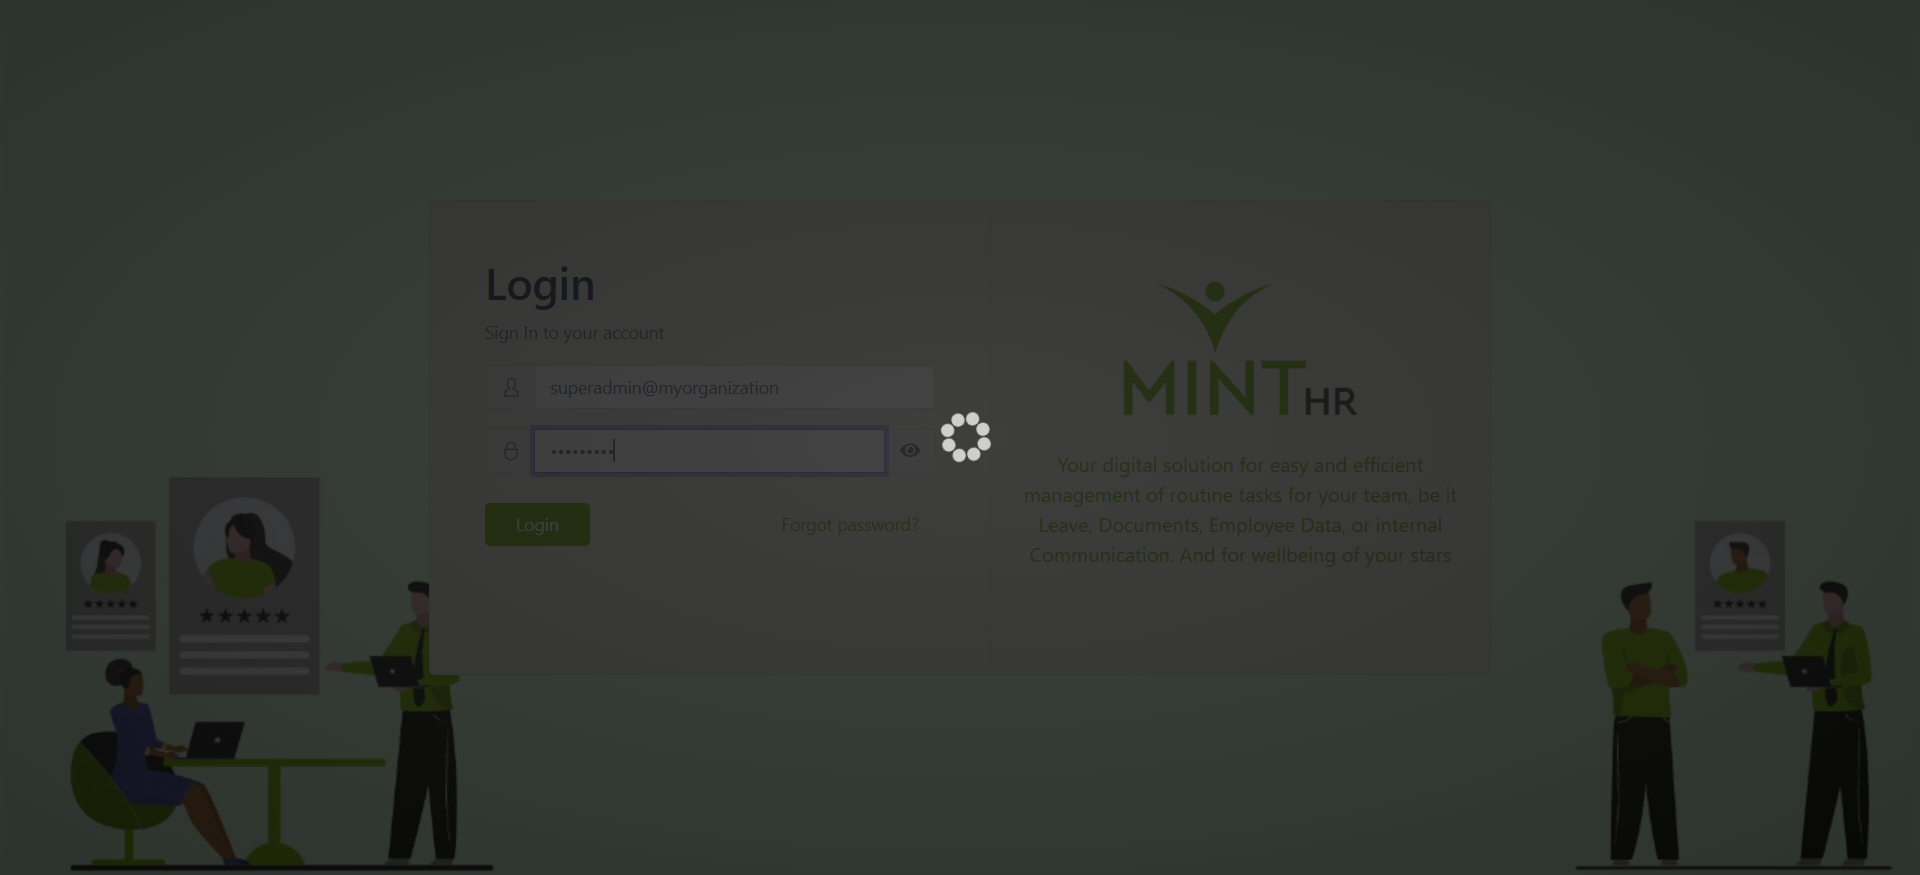 Login
Sign In to your account
superadmin@myorganization
•••••••••
Login
Forgot password?
MINT HR
Your digital solution for easy and efficient
management of routine tasks for your team, be it
Leave, Documents, Employee Data, or internal
Communication. And for wellbeing of your stars